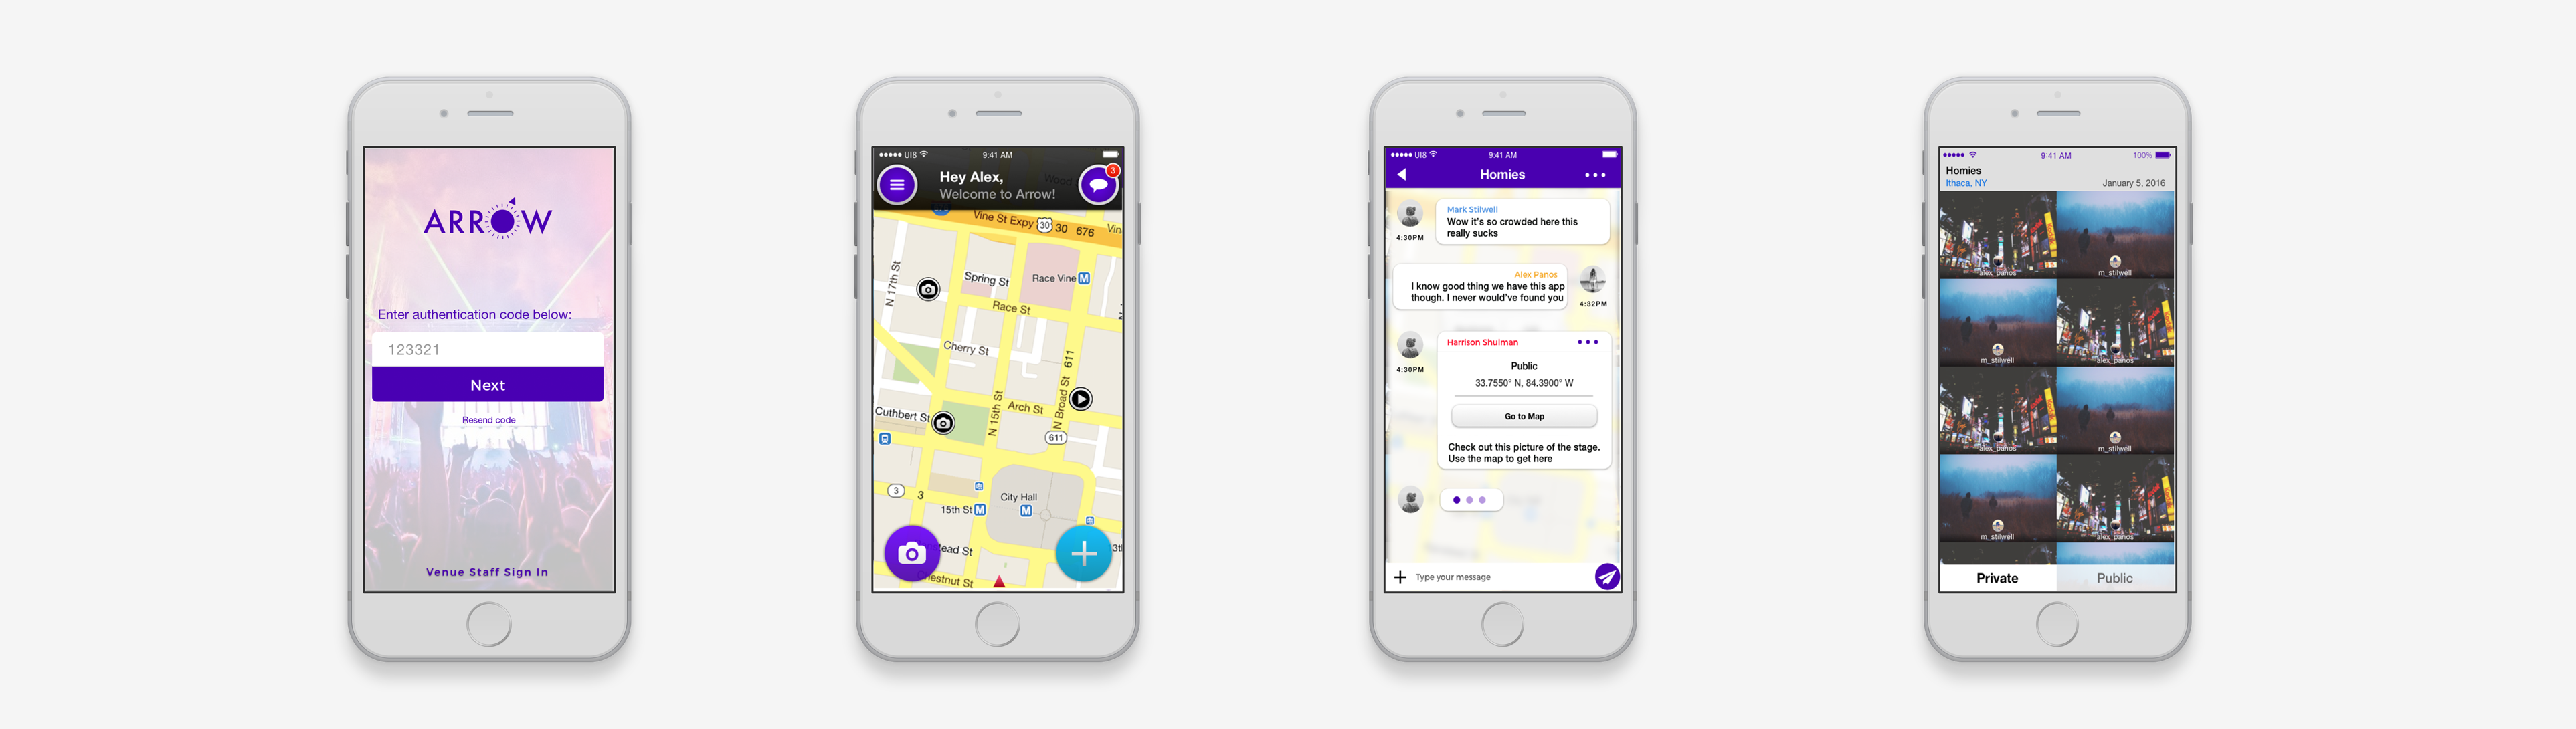 ARROW
Enter authentication code below:
123321
Next
Resend code
Venue Staff Sign In
UI8
9:41 AM
Hey Alex,
Welcome to Arrow!
3
Vine St Expy
30
30
676
Vin
N 17th St
Spring St
Race Vine
M
Race St
Cherry St
611
N Broad St
N 15th St
Arch St
Cuthbert St
611
3
3
City Hall
15th St
M
M
stead St
Chestnut St
UI8
9:41 AM
Homies
Mark Stilwell
Wow it's so crowded here this
really sucks
4:30PM
Alex Panos
I know good thing we have this app
though. I never would've found you
4:32PM
Harrison Shulman
Public
4:30PM
33.7550° N, 84.3900° W
Go to Map
Check out this picture of the stage.
Use the map to get here
Type your message
9:41 AM
100%
Homies
Ithaca, NY
January 5, 2016
alex_panos
m_stilwell
m_stilwell
alex_panos
alex_panos
m_stilwell
m_stilwell
alex_panos
Private
Public